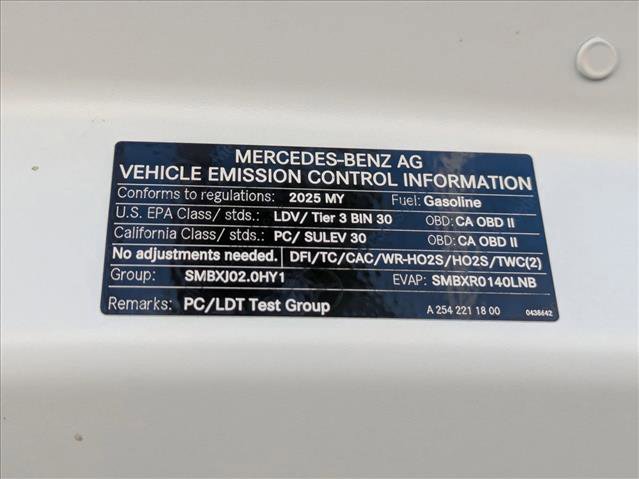 MERCEDES-BENZ AG
VEHICLE EMISSION CONTROL INFORMATION
Conforms to regulations: 2025 MY Fuel: Gasoline
U.S. EPA Class/ stds.: LDV/ Tier 3 BIN 30 OBD: CA OBD II
California Class/ stds.: PC/ SULEV 30 OBD: CA OBD II
No adjustments needed. DFI/TC/CAC/WR-HO2S/HO2S/TWC(2)
Group: SMBXJ02.0HY1 EVAP: SMBXR0140LNB
Remarks: PC/LDT Test Group A 254 221 18 00 0438642